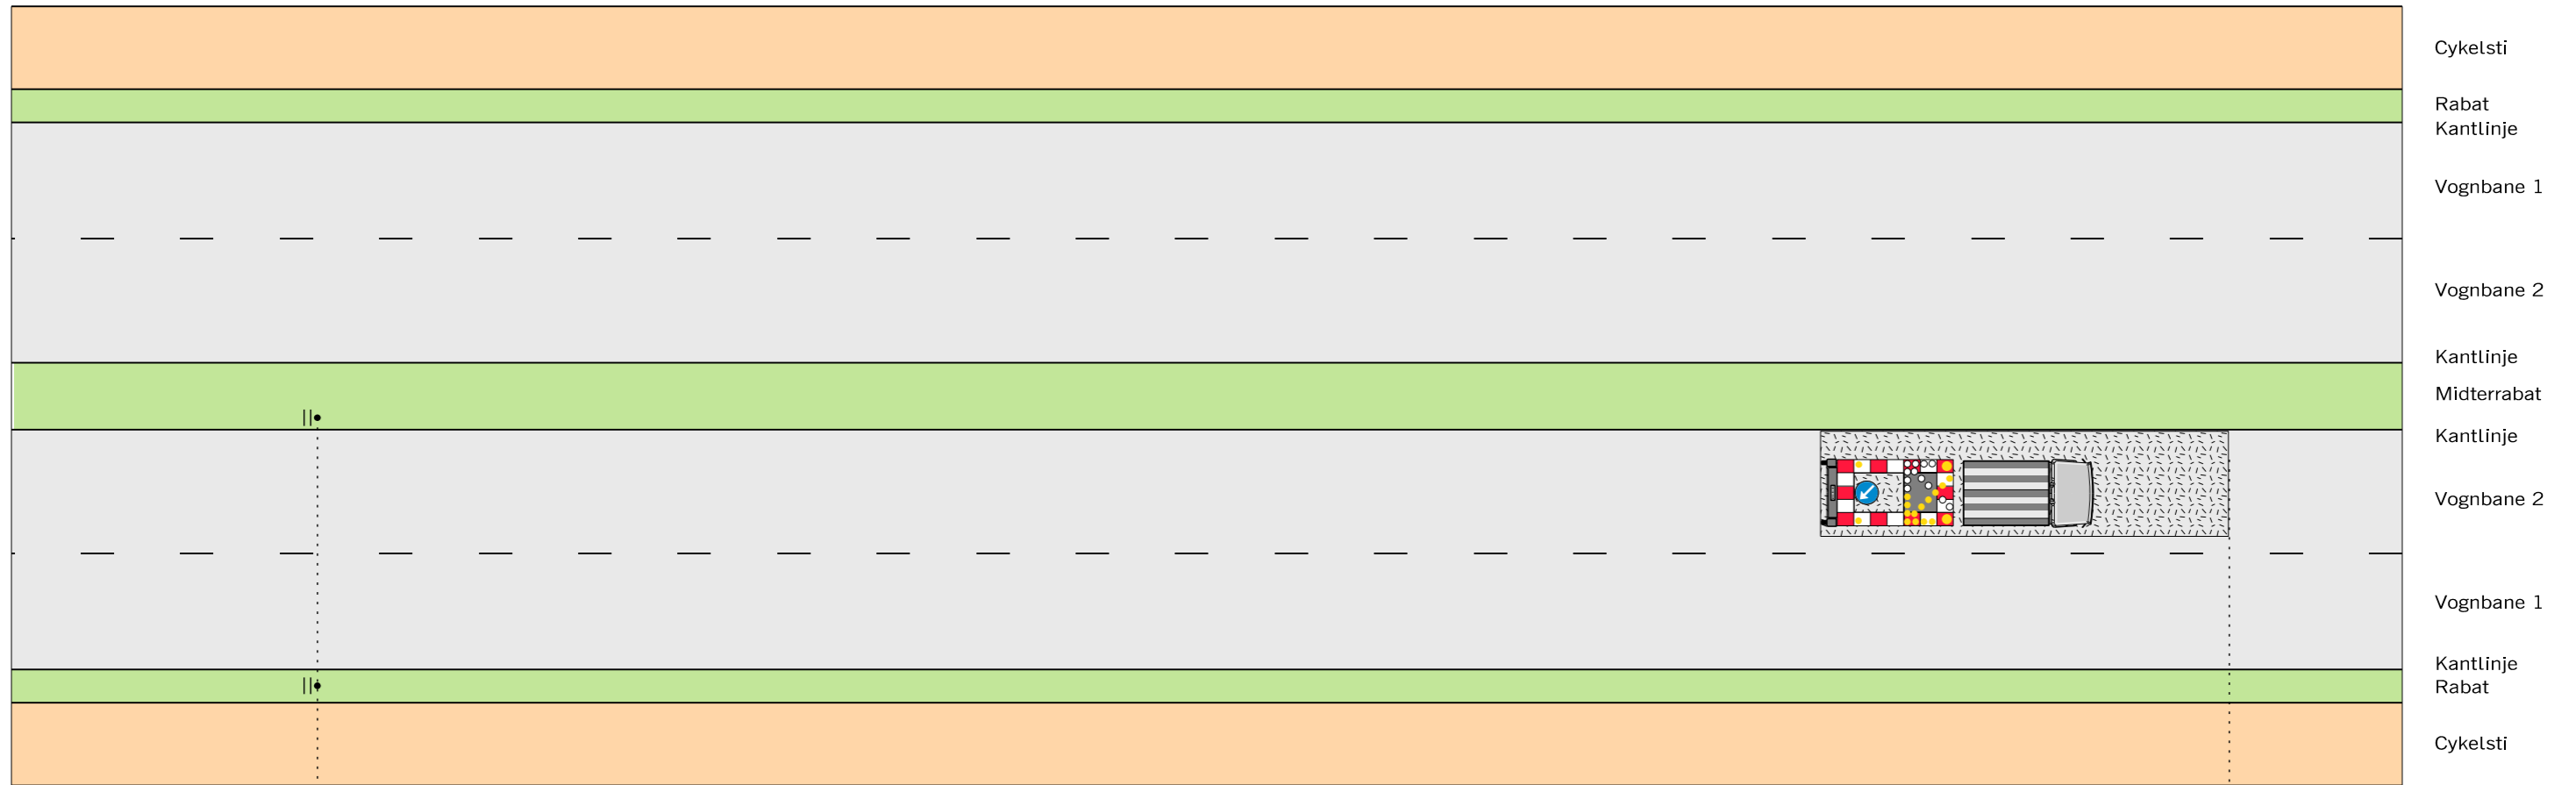 Cykelsti
Rabat
Kantlinje
Vognbane 1
Vognbane 2
Kantlinje
Midterrabat
Kantlinje
Vognbane 2
Vognbane 1
Kantlinje
Rabat
Cykelsti